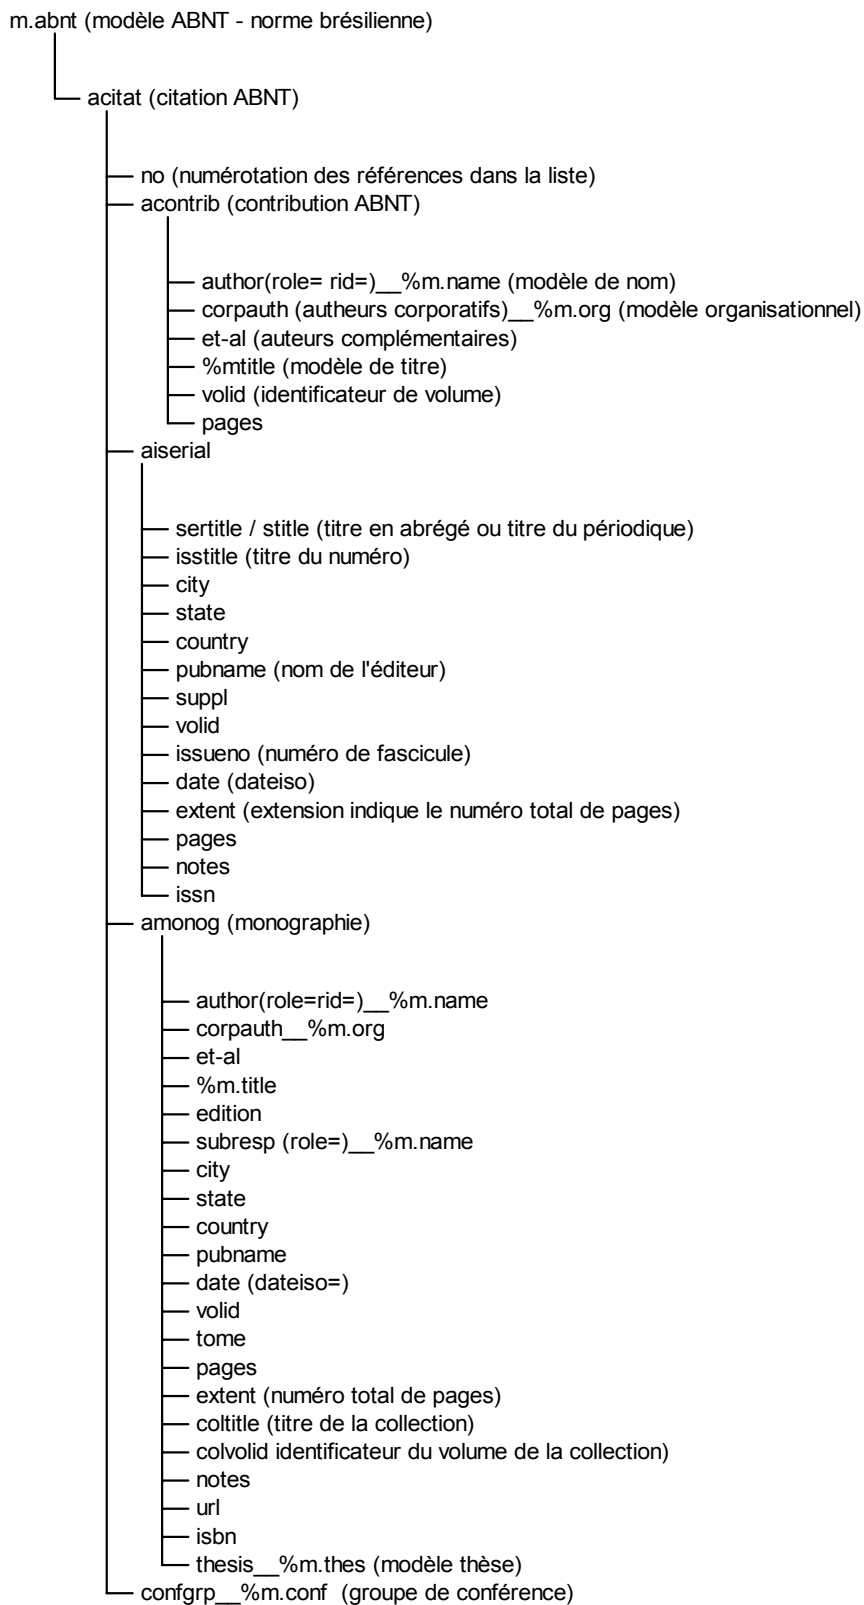 m.abnt (modèle ABNT - norme brésilienne)
acitat (citation ABNT)
no (numérotation des références dans la liste)
acontrib (contribution ABNT)
author(role= rid=)__%m.name (modèle de nom)
corpauth (autheurs corporatifs)__%m.org (modèle organisationnel)
et-al (auteurs complémentaires)
%mtitle (modèle de titre)
volid (identificateur de volume)
pages
aiserial
sertitle / stitle (titre en abrégé ou titre du périodique)
isstitle (titre du numéro)
city
state
country
pubname (nom de l'éditeur)
suppl
volid
issueno (numéro de fascicule)
date (dateiso)
extent (extension indique le numéro total de pages)
pages
notes
issn
amonog (monographie)
author(role=rid=)__%m.name
corpauth__%m.org
et-al
%m.title
edition
subresp (role=)__%m.name
city
state
country
pubname
date (dateiso=)
volid
tome
pages
extent (numéro total de pages)
coltitle (titre de la collection)
colvolid identificateur du volume de la collection)
notes
url
isbn
thesis__%m.thes (modèle thèse)
confgrp__%m.conf (groupe de conférence)